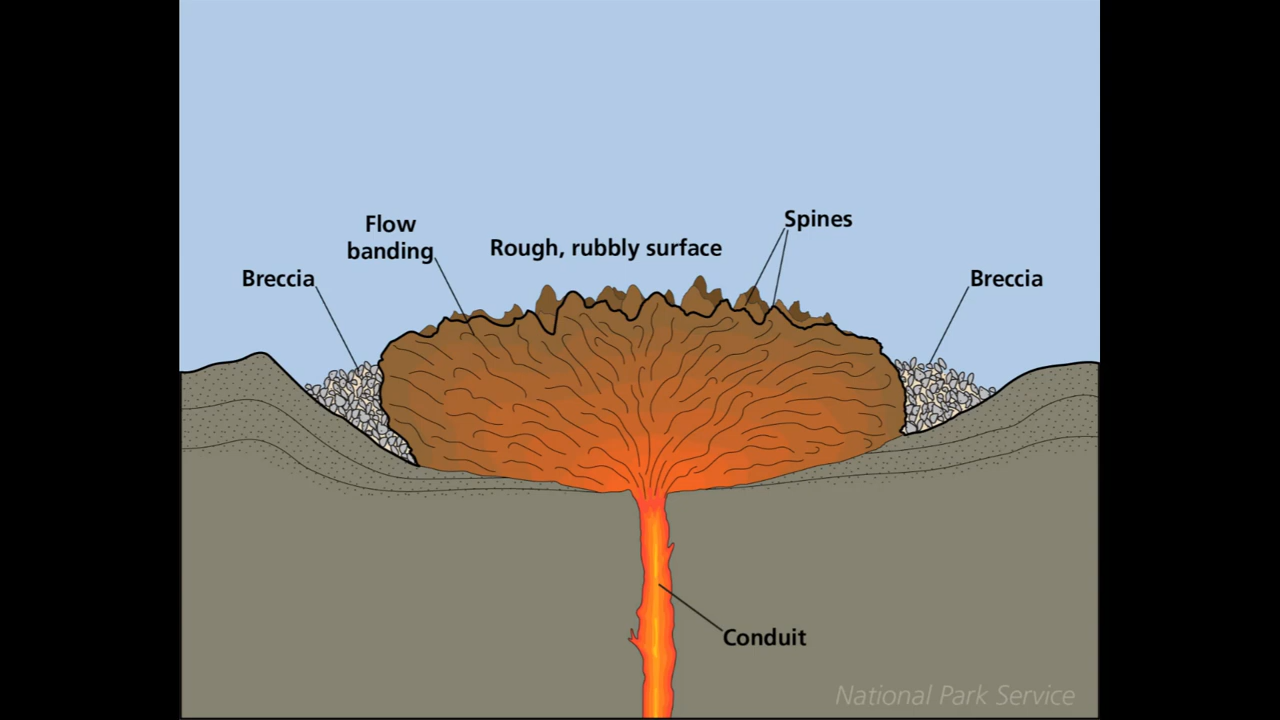 Spines
Flow
banding
Rough, rubbly surface
Breccia
Breccia
Conduit
National Park Service